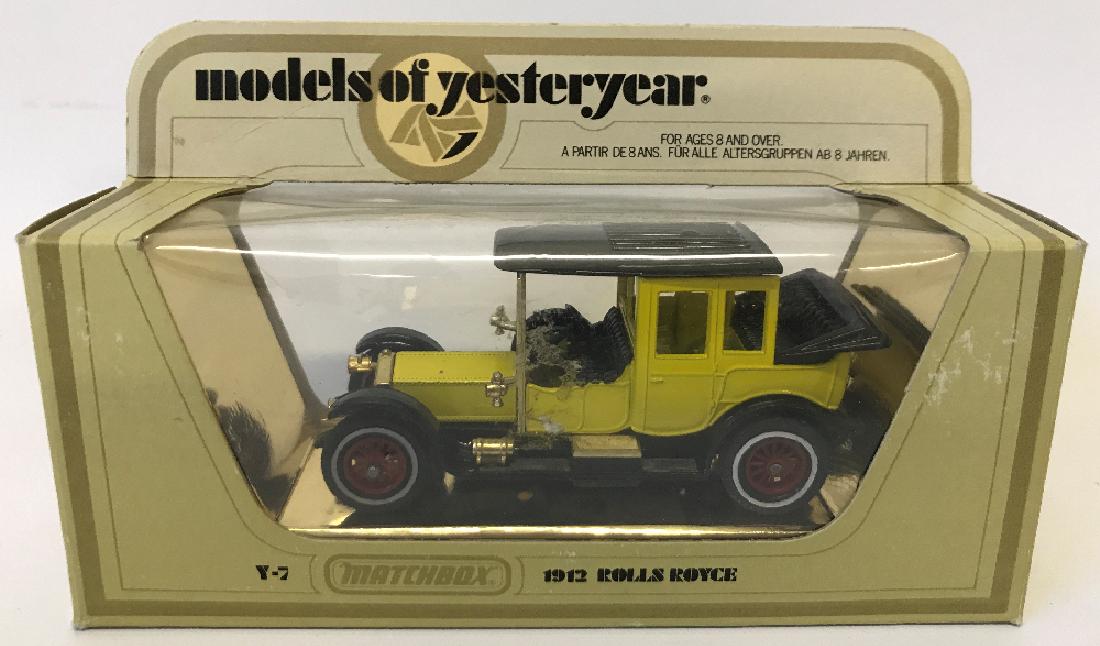 models of yesteryear®
FOR AGES 8 AND OVER.
A PARTIR DE 8 ANS. FÜR ALLE ALTERSGRUPPEN AB 8 JAHREN.
Y-7 MATCHBOX 1912 ROLLS ROYCE